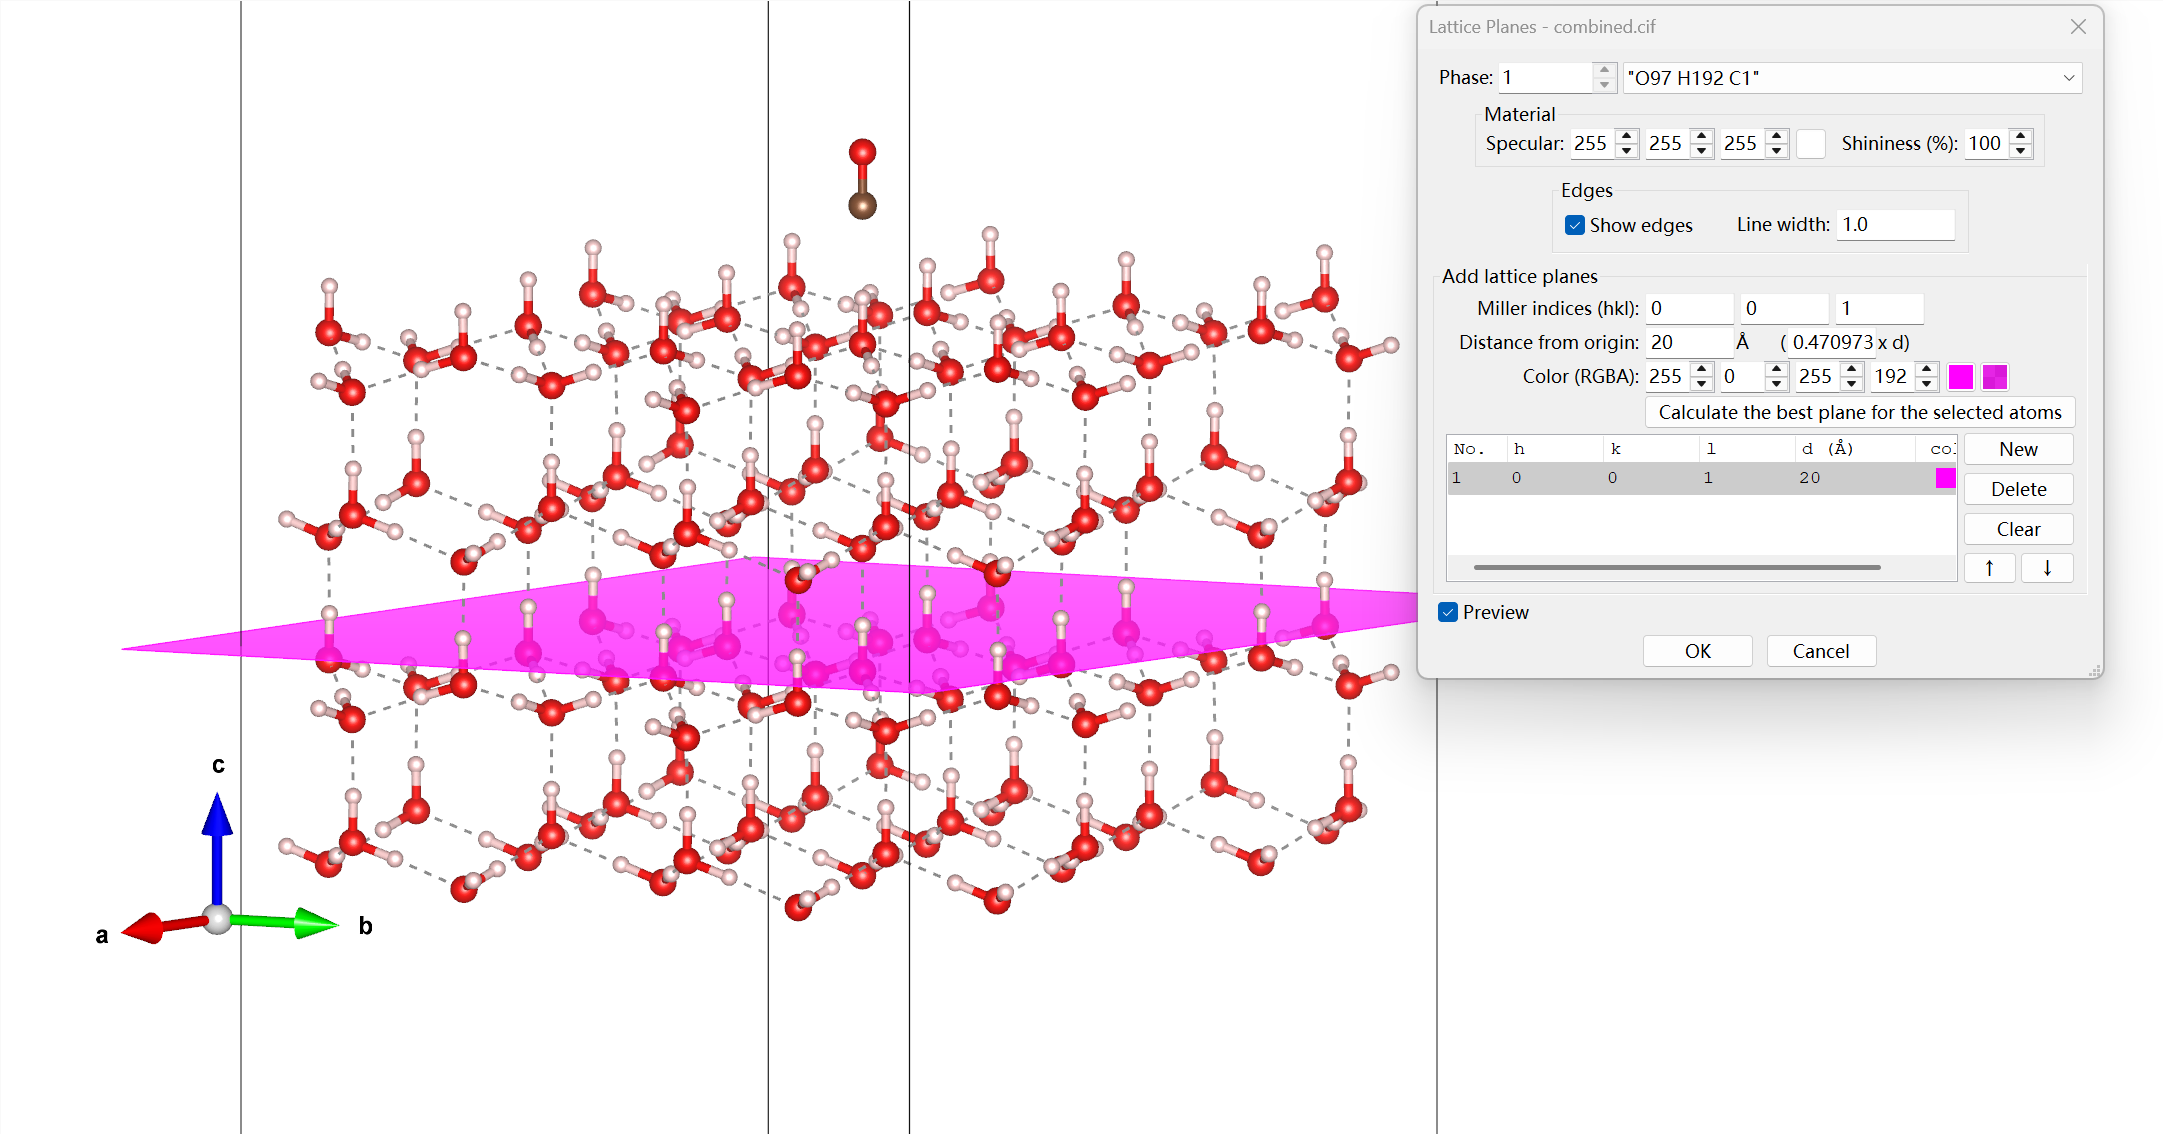 Lattice Planes - combined.cif
Phase: 1 "O97 H192 C1"
Material
Specular: 255 255 255 Shininess (%): 100
Edges
Show edges Line width: 1.0
Add lattice planes
Miller indices (hkl): 0 0 1
Distance from origin: 20 Å ( 0.470973 x d)
Color (RGBA): 255 0 255 192
Calculate the best plane for the selected atoms
No. h k l d (Å) co
1 0 0 1 20
New
Delete
Clear
↑ ↓
Preview
OK Cancel
c
a
b